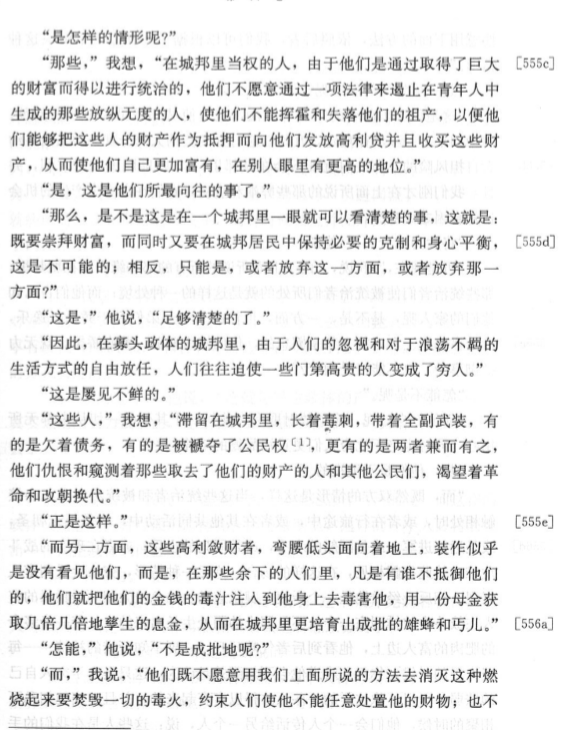 “是怎样的情形呢?”
“那些,”我想,“在城邦里当权的人,由于他们是通过取得了巨大 [555c]
的财富而得以进行统治的,他们不愿意通过一项法律来遏止在青年人中
生成的那些放纵无度的人,使他们不能挥霍和失落他们的祖产,以便他
们能够把这些人的财产作为抵押而向他们发放高利贷并且收买这些财
产,从而使他们自己更加富有,在别人眼里有更高的地位。”
“是,这是他们所最向往的事了。”
“那么,是不是这是在一个城邦里一眼就可以看清楚的事,这就是:
既要崇拜财富,而同时又要在城邦居民中保持必要的克制和身心平衡, [555d]
这是不可能的;相反,只能是,或者放弃这一方面,或者放弃那一
方面?”
“这是,”他说,“足够清楚的了。”
“因此,在寡头政体的城邦里,由于人们的忽视和对于浪荡不羁的
生活方式的自由放任,人们往往迫使一些门第高贵的人变成了穷人。”
“这是屡见不鲜的。”
“这些人,”我想,“滞留在城邦里,长着毒刺,带着全副武装,有
的是欠着债务,有的是被褫夺了公民权[1],更有的是两者兼而有之,
他们仇恨和窥测着那些取去了他们的财产的人和其他公民们,渴望着革
命和改朝换代。”
“正是这样。” [555e]
“而另一方面,这些高利敛财者,弯腰低头面向着地上,装作似乎
是没有看见他们,而是,在那些余下的人们里,凡是有谁不抵御他们
的,他们就把他们的金钱的毒汁注入到他身上去毒害他,用一份母金获
取几倍几倍地孳生的息金,从而在城邦里更培育出成批的雄蜂和丐儿。” [556a]
“怎能,”他说,“不是成批地呢?”
“而,”我说,“他们既不愿意用我们上面所说的方法去消灭这种燃
烧起来要焚毁一切的毒火,约束人们使他不能任意处置他的财物;也不